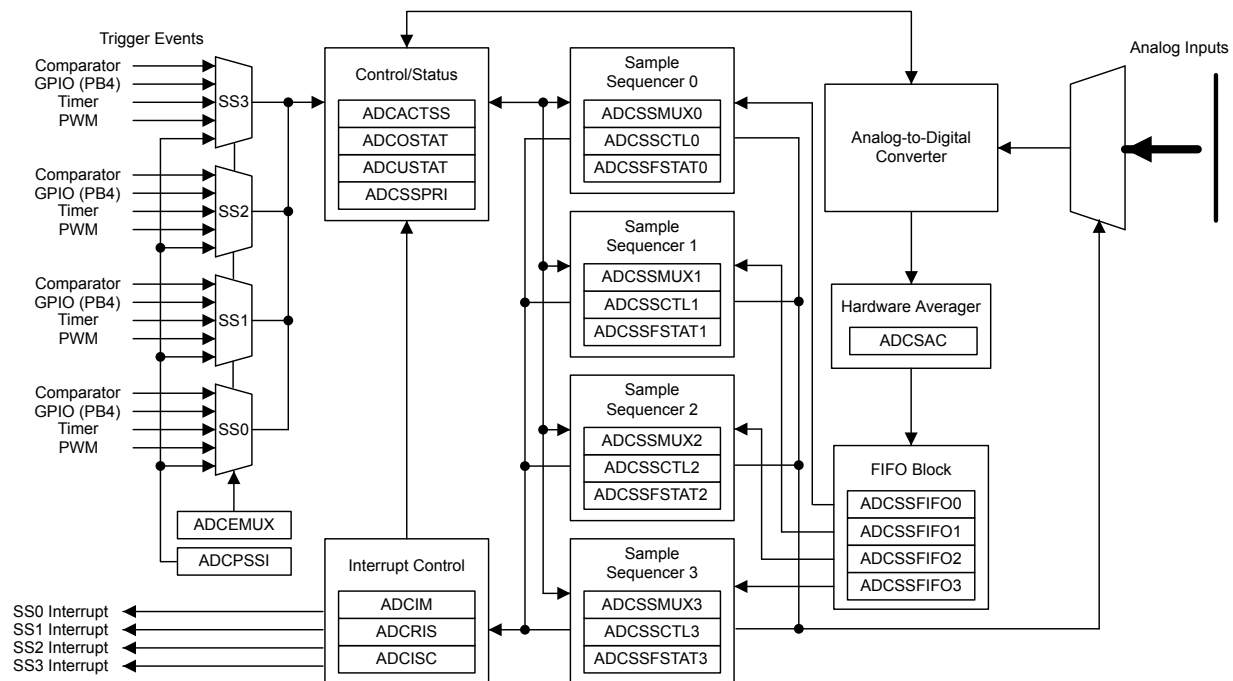 Trigger Events
Comparator
GPIO (PB4)
Timer
PWM
SS3
Comparator
GPIO (PB4)
Timer
PWM
SS2
Comparator
GPIO (PB4)
Timer
PWM
SS1
Comparator
GPIO (PB4)
Timer
PWM
SS0
ADCEMUX
ADCPSSI
Control/Status
ADCACTSS
ADCOSTAT
ADCUSTAT
ADCSSPRI
Interrupt Control
ADCIM
ADCRIS
ADCISC
SS0 Interrupt
SS1 Interrupt
SS2 Interrupt
SS3 Interrupt
Sample
Sequencer 0
ADCSSMUX0
ADCSSCTL0
ADCSSFSTAT0
Sample
Sequencer 1
ADCSSMUX1
ADCSSCTL1
ADCSSFSTAT1
Sample
Sequencer 2
ADCSSMUX2
ADCSSCTL2
ADCSSFSTAT2
Sample
Sequencer 3
ADCSSMUX3
ADCSSCTL3
ADCSSFSTAT3
Analog-to-Digital
Converter
Hardware Averager
ADCSAC
FIFO Block
ADCSSFIFO0
ADCSSFIFO1
ADCSSFIFO2
ADCSSFIFO3
Analog Inputs